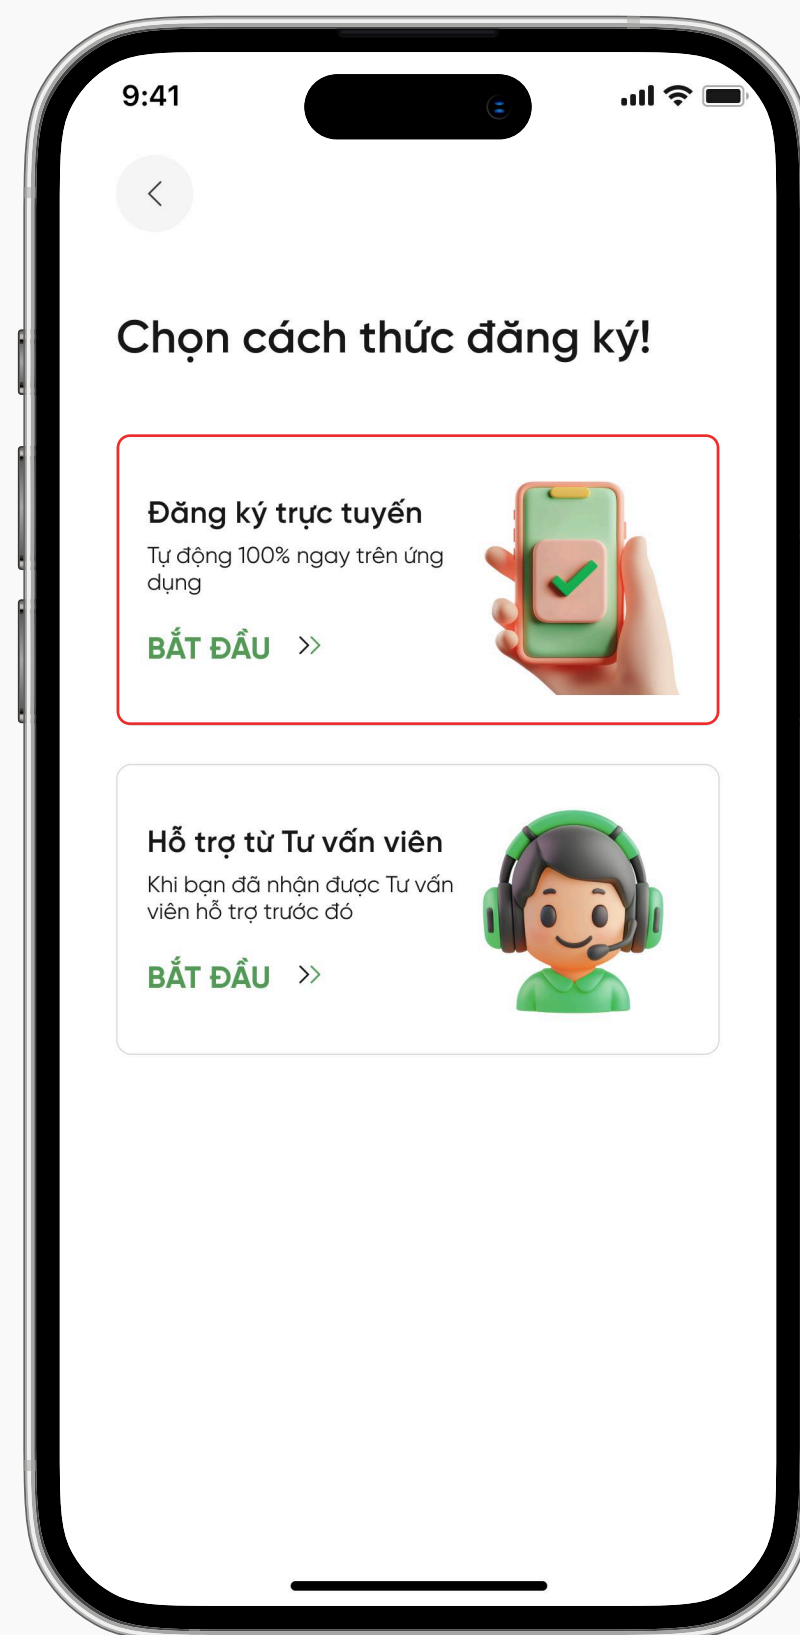 9:41
Chọn cách thức đăng ký!
Đăng ký trực tuyến
Tự động 100% ngay trên ứng
dụng
BẮT ĐẦU
Hỗ trợ từ Tư vấn viên
Khi bạn đã nhận được Tư vấn
viên hỗ trợ trước đó
BẮT ĐẦU